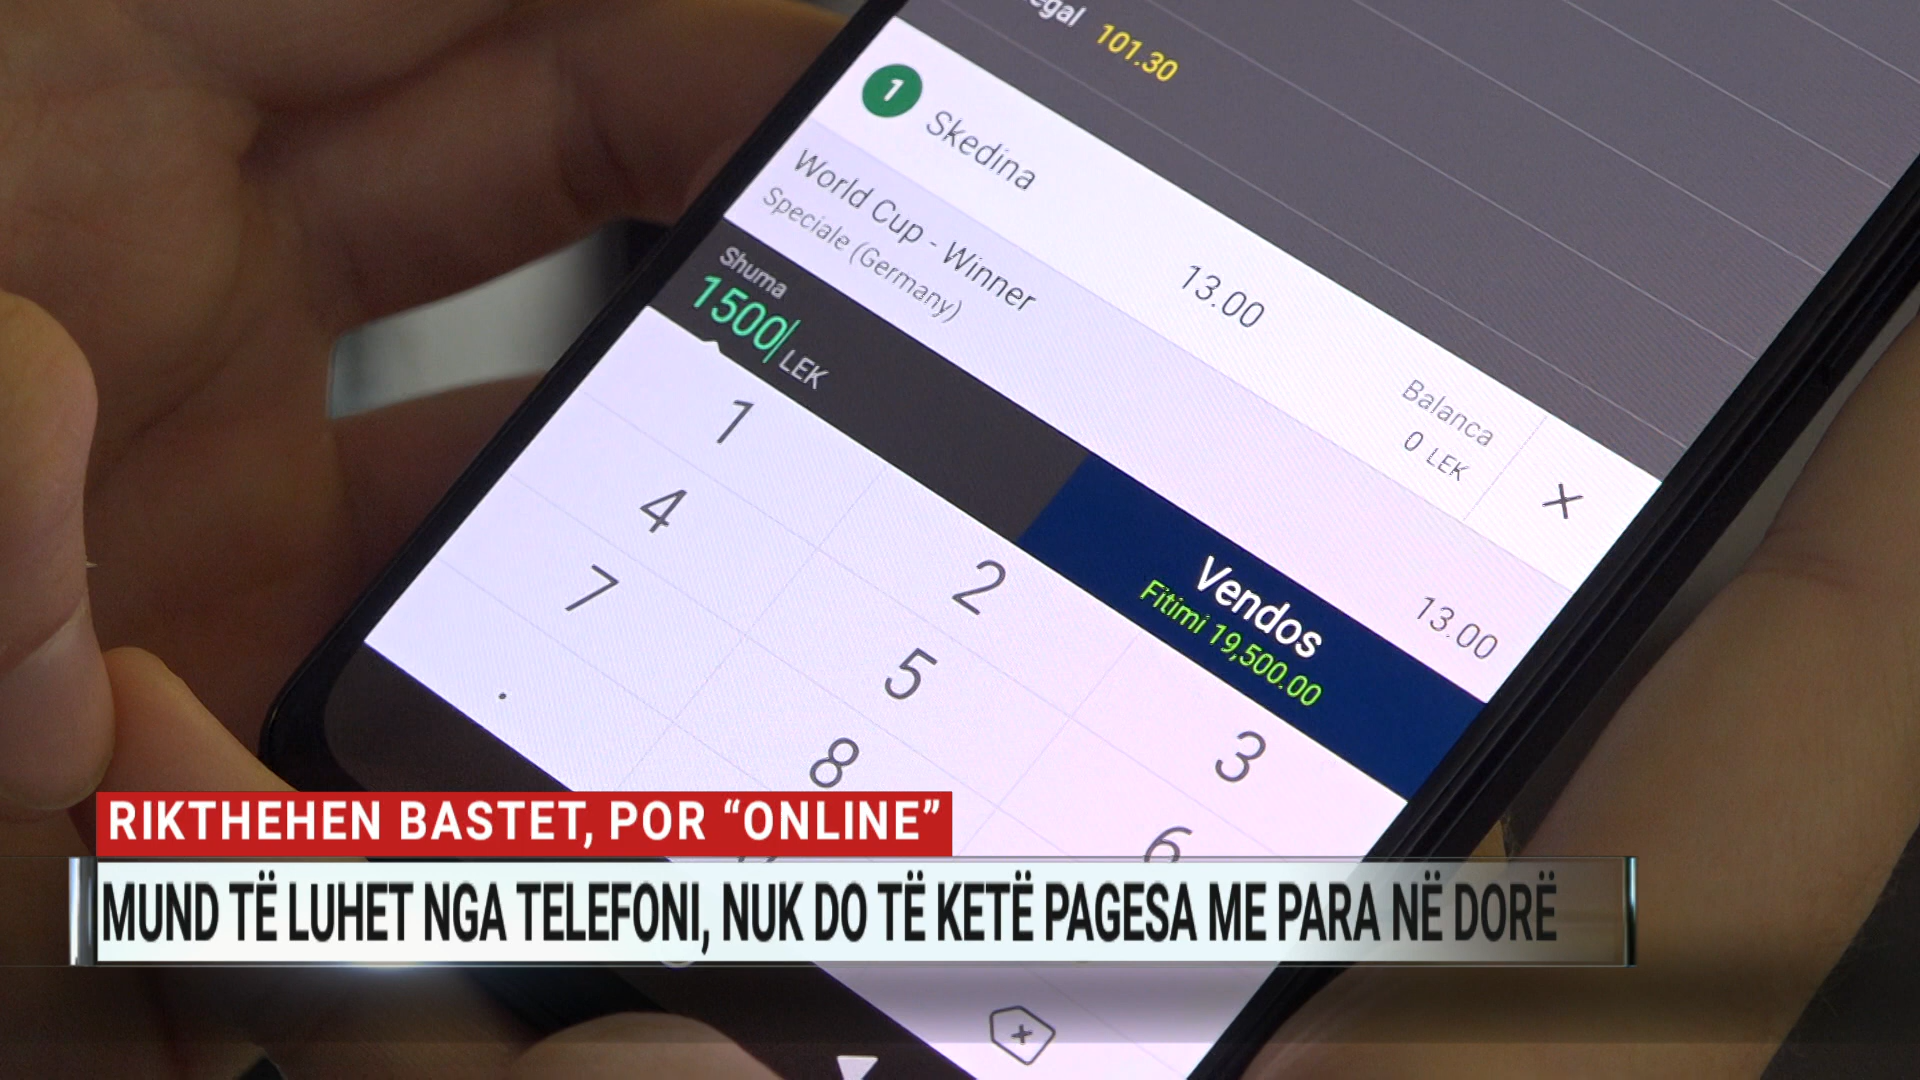 101.30
1 Skedina
World Cup - Winner
13.00
Speciale (Germany)
Balanca
0 LEK
Shuma
1500 LEK
Vendos
Fitimi 19,500.00
13.00
1
2
3
4
5
6
7
8
.
RIKTHEHEN BASTET, POR “ONLINE”
MUND TË LUHET NGA TELEFONI, NUK DO TË KETË PAGESA ME PARA NË DORË